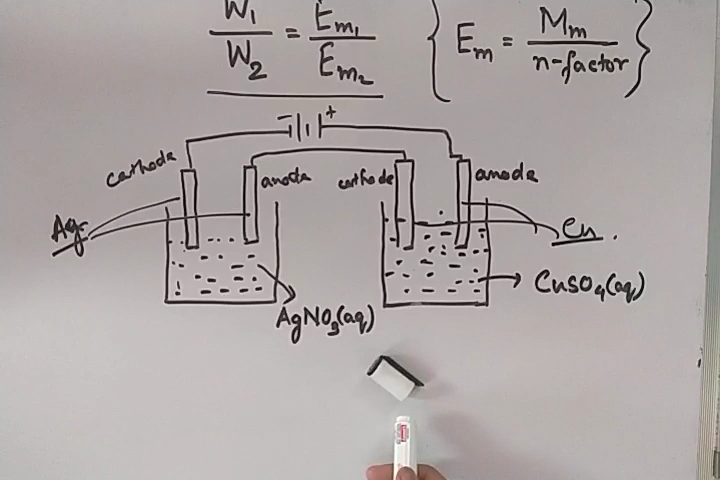 W₁/W₂ = Em₁/Em₂
{ Em = Mm/n-factor }
- +
cathode
anode
cathode
anode
Ag
Cu.
AgNO₃(aq)
CuSO₄(aq)